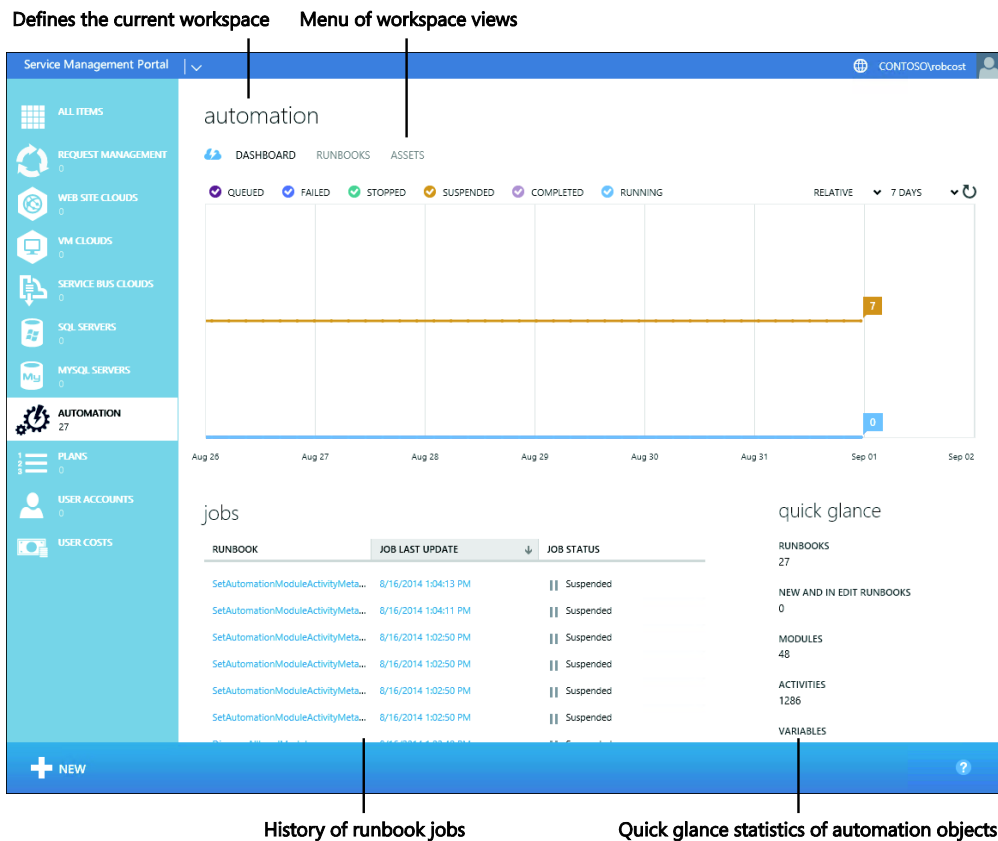 Defines the current workspace
Menu of workspace views
Service Management Portal
CONTOSO\robcost
ALL ITEMS
REQUEST MANAGEMENT
0
WEB SITE CLOUDS
0
VM CLOUDS
0
SERVICE BUS CLOUDS
0
SQL SERVERS
0
My
MYSQL SERVERS
0
AUTOMATION
27
1
2
3
PLANS
0
USER ACCOUNTS
0
USER COSTS
automation
DASHBOARD RUNBOOKS ASSETS
QUEUED FAILED STOPPED SUSPENDED COMPLETED RUNNING RELATIVE 7 DAYS
7
0
Aug 26 Aug 27 Aug 28 Aug 29 Aug 30 Aug 31 Sep 01 Sep 02
jobs
RUNBOOK JOB LAST UPDATE JOB STATUS
SetAutomationModuleActivityMeta... 8/16/2014 1:04:13 PM Suspended
SetAutomationModuleActivityMeta... 8/16/2014 1:04:11 PM Suspended
SetAutomationModuleActivityMeta... 8/16/2014 1:02:50 PM Suspended
SetAutomationModuleActivityMeta... 8/16/2014 1:02:50 PM Suspended
SetAutomationModuleActivityMeta... 8/16/2014 1:02:50 PM Suspended
SetAutomationModuleActivityMeta... 8/16/2014 1:02:50 PM Suspended
quick glance
RUNBOOKS
27
NEW AND IN EDIT RUNBOOKS
0
MODULES
48
ACTIVITIES
1286
VARIABLES
NEW
?
History of runbook jobs
Quick glance statistics of automation objects